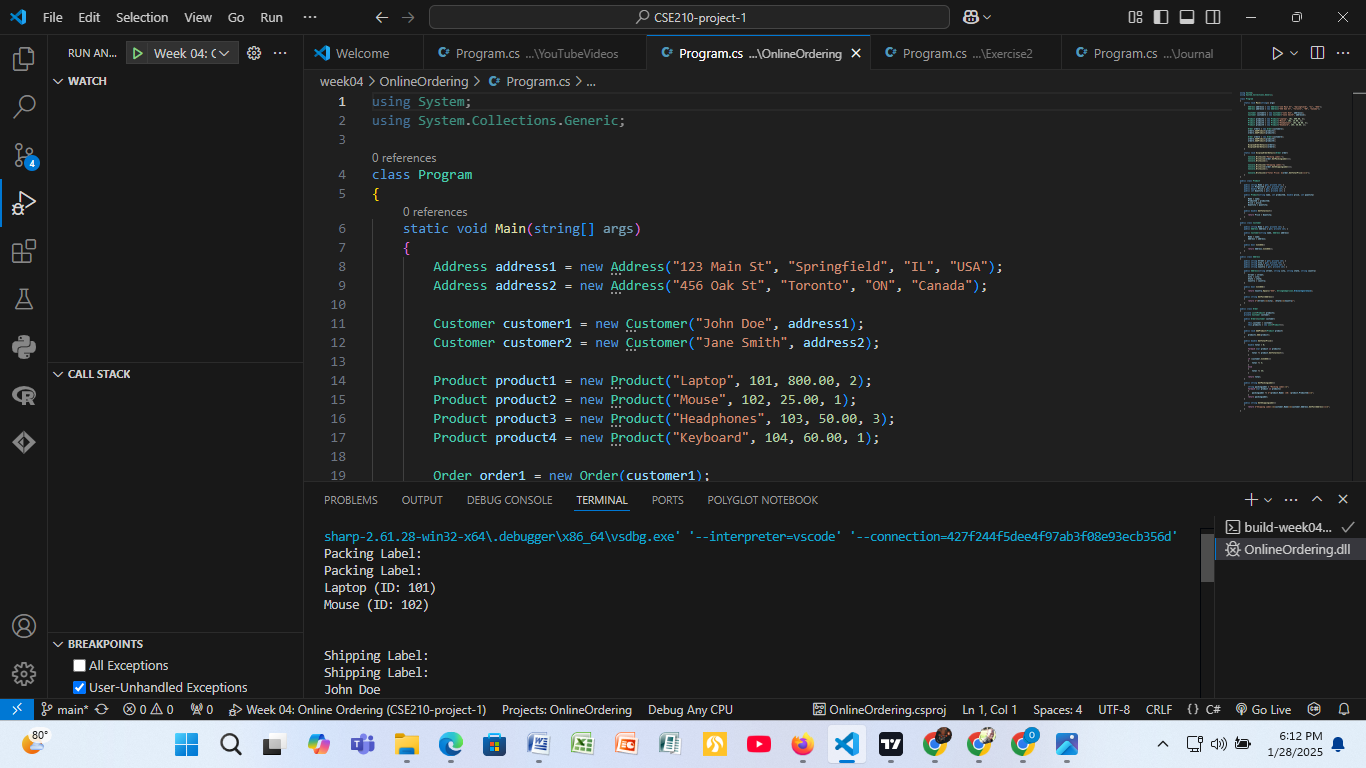 File Edit Selection View Go Run ··· CSE210-project-1
RUN AN... Week 04: C
Welcome Program.cs ...\YouTubeVideos Program.cs ...\OnlineOrdering Program.cs ...\Exercise2 Program.cs ...\Journal
WATCH
week04 > OnlineOrdering > Program.cs > ...
1 using System;
2 using System.Collections.Generic;
3
0 references
4 class Program
5 {
0 references
6 static void Main(string[] args)
7 {
8 Address address1 = new Address("123 Main St", "Springfield", "IL", "USA");
9 Address address2 = new Address("456 Oak St", "Toronto", "ON", "Canada");
10
11 Customer customer1 = new Customer("John Doe", address1);
12 Customer customer2 = new Customer("Jane Smith", address2);
13
14 Product product1 = new Product("Laptop", 101, 800.00, 2);
15 Product product2 = new Product("Mouse", 102, 25.00, 1);
16 Product product3 = new Product("Headphones", 103, 50.00, 3);
17 Product product4 = new Product("Keyboard", 104, 60.00, 1);
18
19 Order order1 = new Order(customer1);
4
CALL STACK
PROBLEMS OUTPUT DEBUG CONSOLE TERMINAL PORTS POLYGLOT NOTEBOOK
sharp-2.61.28-win32-x64\.debugger\x86_64\vsdbg.exe' '--interpreter=vscode' '--connection=427f244f5dee4f97ab3f08e93ecb356d'
Packing Label:
Packing Label:
Laptop (ID: 101)
Mouse (ID: 102)
Shipping Label:
Shipping Label:
John Doe
build-week04...
OnlineOrdering.dll
BREAKPOINTS
All Exceptions
User-Unhandled Exceptions
main* 0 0 0 Week 04: Online Ordering (CSE210-project-1) Projects: OnlineOrdering Debug Any CPU OnlineOrdering.csproj Ln 1, Col 1 Spaces: 4 UTF-8 CRLF {} C# Go Live
80°
6:12 PM
1/28/2025